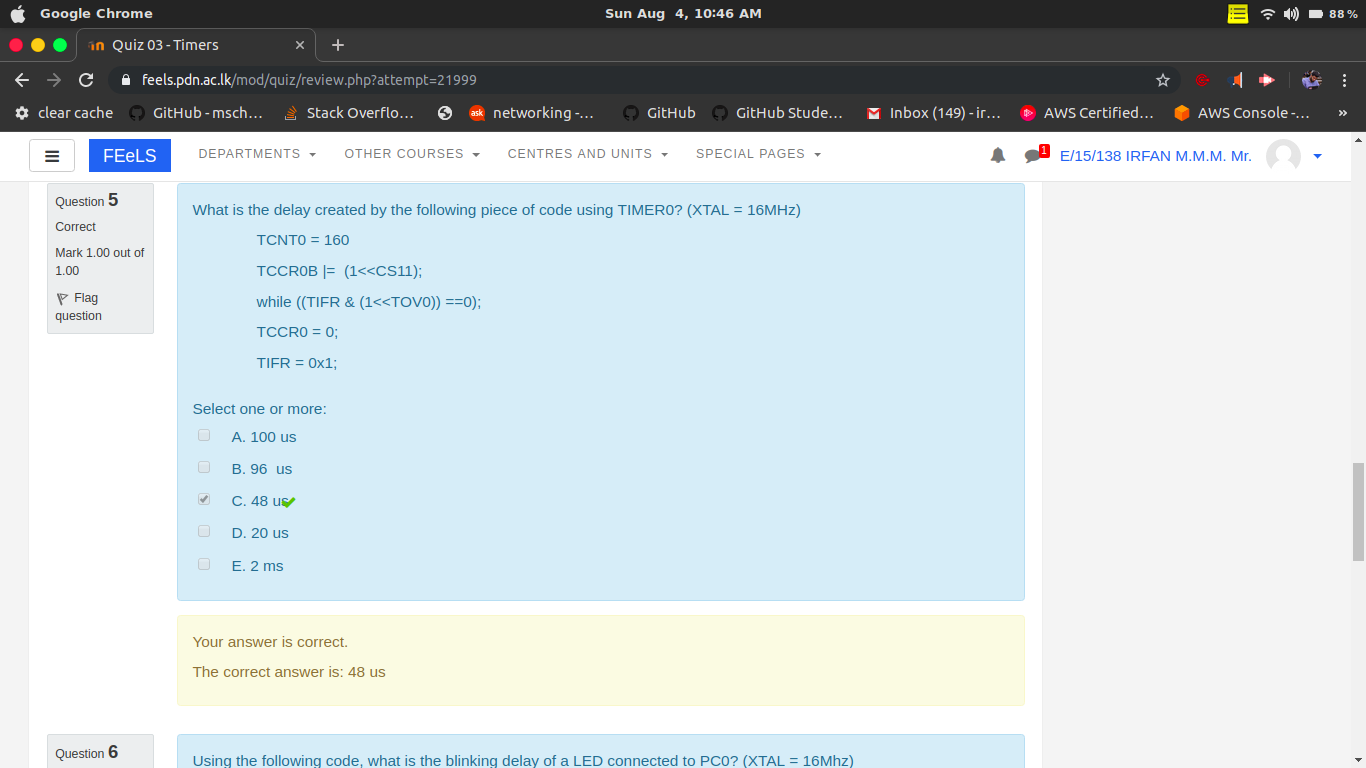 Google Chrome
Sun Aug 4, 10:46 AM
88 %
Quiz 03 - Timers
feels.pdn.ac.lk/mod/quiz/review.php?attempt=21999
clear cache
GitHub - msch...
Stack Overflo...
ask
networking -...
GitHub
GitHub Stude...
Inbox (149) - ir...
AWS Certified...
AWS Console -...
»
FEeLS
DEPARTMENTS
OTHER COURSES
CENTRES AND UNITS
SPECIAL PAGES
1
E/15/138 IRFAN M.M.M. Mr.
Question 5
Correct
Mark 1.00 out of
1.00
Flag
question
What is the delay created by the following piece of code using TIMER0? (XTAL = 16MHz)
TCNT0 = 160
TCCR0B |= (1<<CS11);
while ((TIFR & (1<<TOV0)) ==0);
TCCR0 = 0;
TIFR = 0x1;
Select one or more:
A. 100 us
B. 96 us
C. 48 us
D. 20 us
E. 2 ms
Your answer is correct.
The correct answer is: 48 us
Question 6
Using the following code, what is the blinking delay of a LED connected to PC0? (XTAL = 16Mhz)